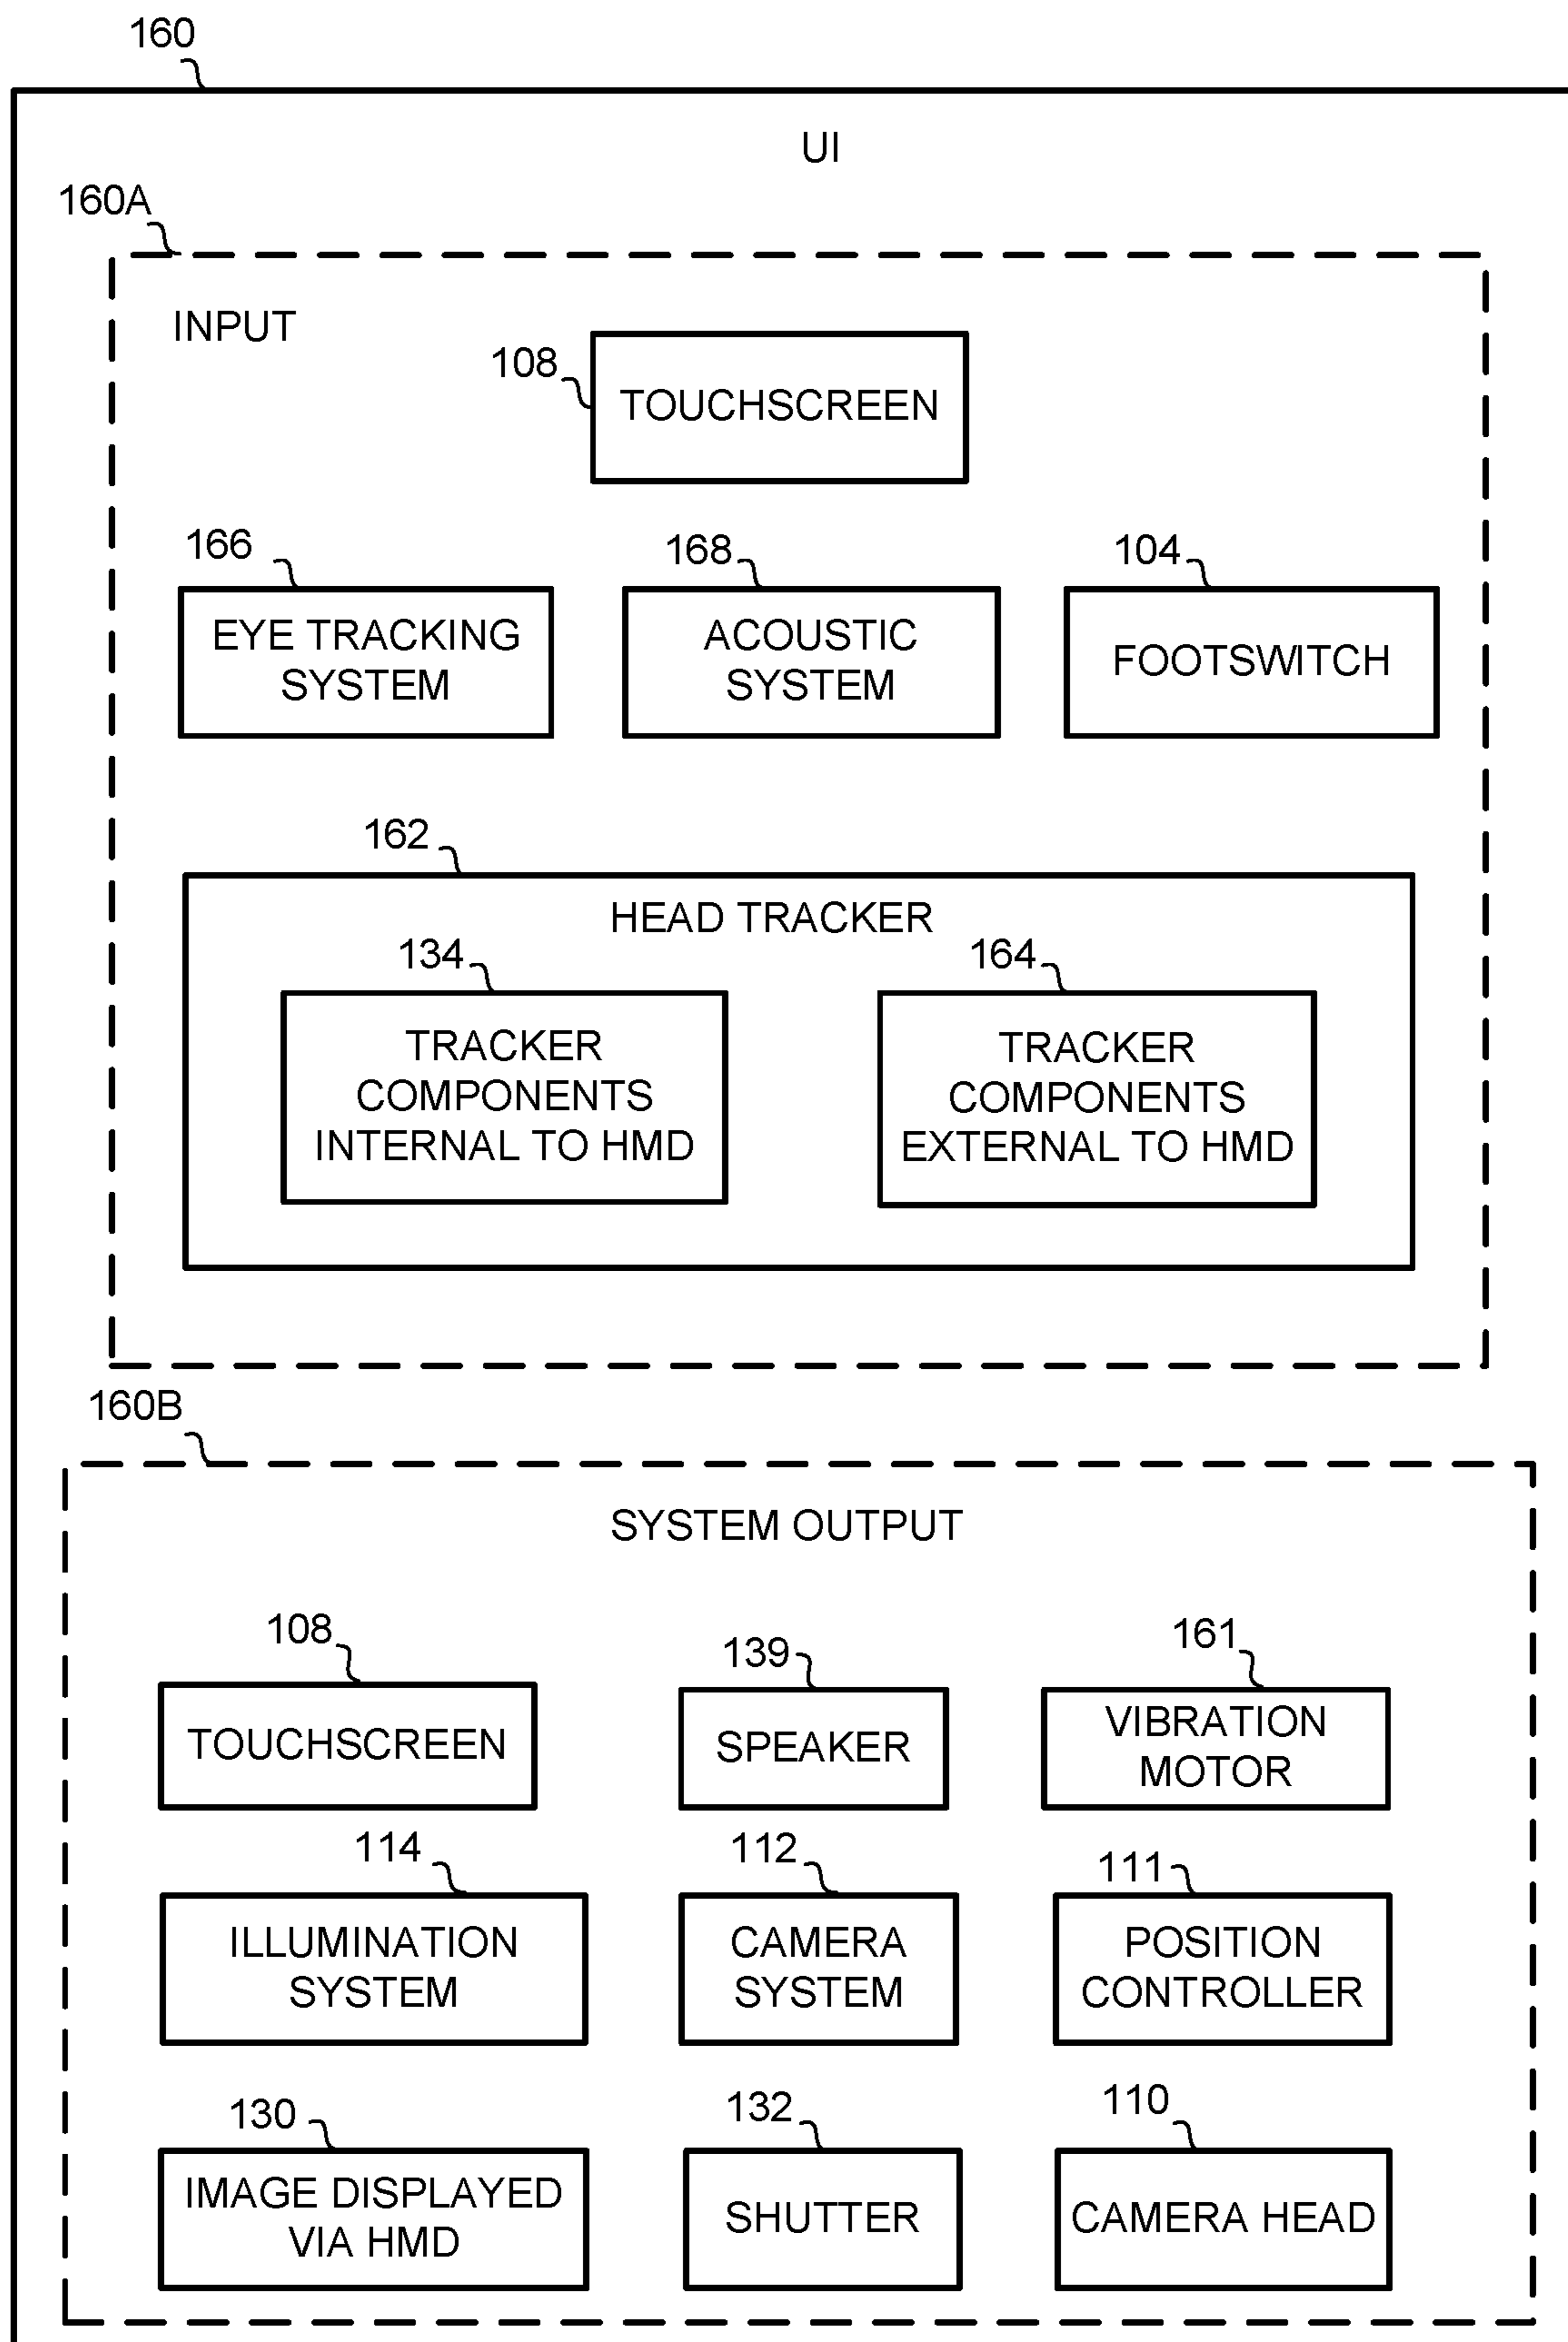 160
UI
160A
INPUT
108
TOUCHSCREEN
166
168
104
EYE TRACKING
SYSTEM
ACOUSTIC
SYSTEM
FOOTSWITCH
162
HEAD TRACKER
134
164
TRACKER
COMPONENTS
INTERNAL TO HMD
TRACKER
COMPONENTS
EXTERNAL TO HMD
160B
SYSTEM OUTPUT
108
139
161
TOUCHSCREEN
SPEAKER
VIBRATION
MOTOR
114
112
111
ILLUMINATION
SYSTEM
CAMERA
SYSTEM
POSITION
CONTROLLER
130
132
110
IMAGE DISPLAYED
VIA HMD
SHUTTER
CAMERA HEAD